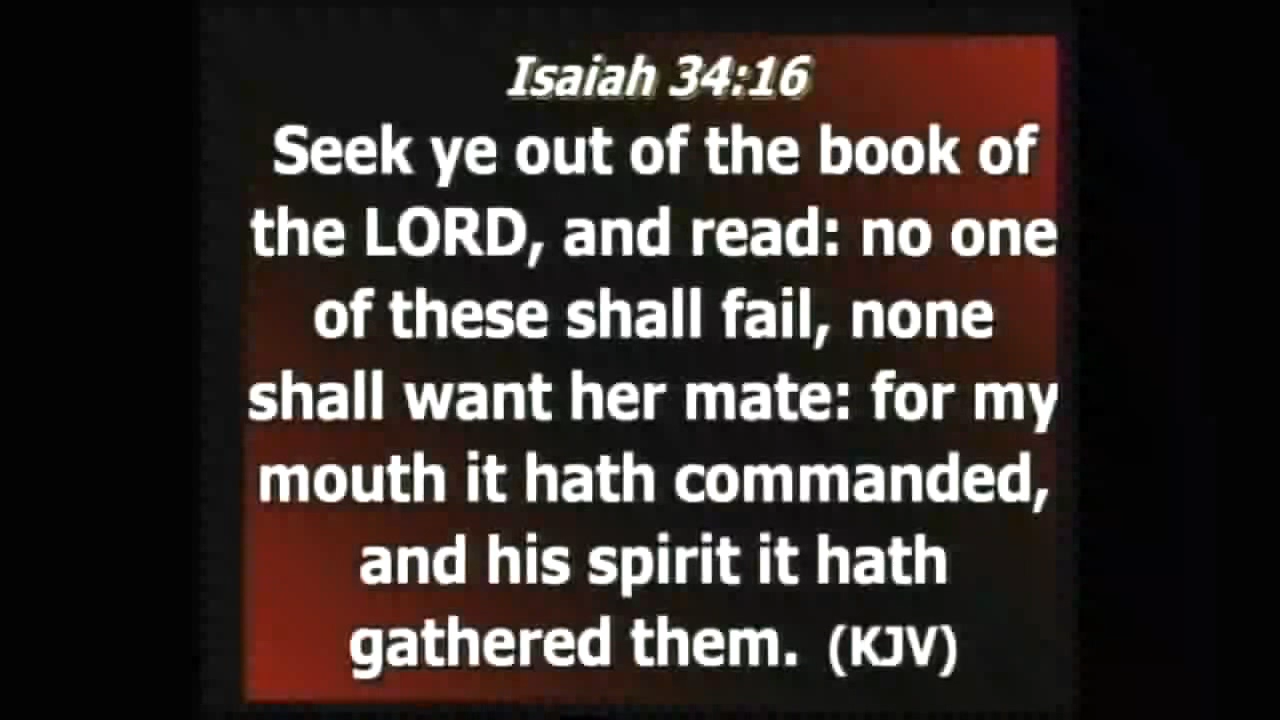 Isaiah 34:16
Seek ye out of the book of
the LORD, and read: no one
of these shall fail, none
shall want her mate: for my
mouth it hath commanded,
and his spirit it hath
gathered them. (KJV)